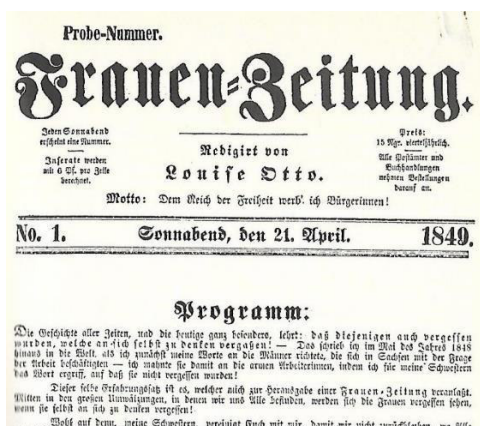 Probe-Nummer.
Frauen-Zeitung.
Jeden Sonnabend
erscheint eine Nummer.
Inserate werden
mit 6 Pf. pro Zeile
berechnet.
Redigirt von
Louise Otto.
Preis:
15 Ngr. vierteljährlich.
Alle Postämter und
Buchhandlungen
nehmen Bestellungen
darauf an.
Motto: Dem Reich der Freiheit werb' ich Bürgerinnen!
No. 1. Sonnabend, den 21. April. 1849.
Programm:
Die Geschichte aller Zeiten, und die heutige ganz besonders, lehrt: daß diejenigen auch vergessen
wurden, welche an sich selbst zu denken vergaßen! — Das schrieb ich im Mai des Jahres 1848
hinaus in die Welt, als ich zunächst meine Worte an die Männer richtete, die sich in Sachsen mit der Frage
der Arbeit beschäftigten — ich mahnte sie damit an die armen Arbeiterinnen, indem ich für meine Schwestern
das Wort ergriff, auf daß sie nicht vergessen wurden!
Dieser selbe Erfahrungssatz ist es, welcher mich zur Herausgabe einer Frauen-Zeitung veranlaßt.
Mitten in den großen Umwälzungen, in denen wir uns Alle befinden, werden sich die Frauen vergessen sehen,
wenn sie selbst an sich zu denken vergessen!
Wohl auf denn, meine Schwestern, vereinigt Euch mit mir, damit wir nicht zurückbleiben, wo Alle